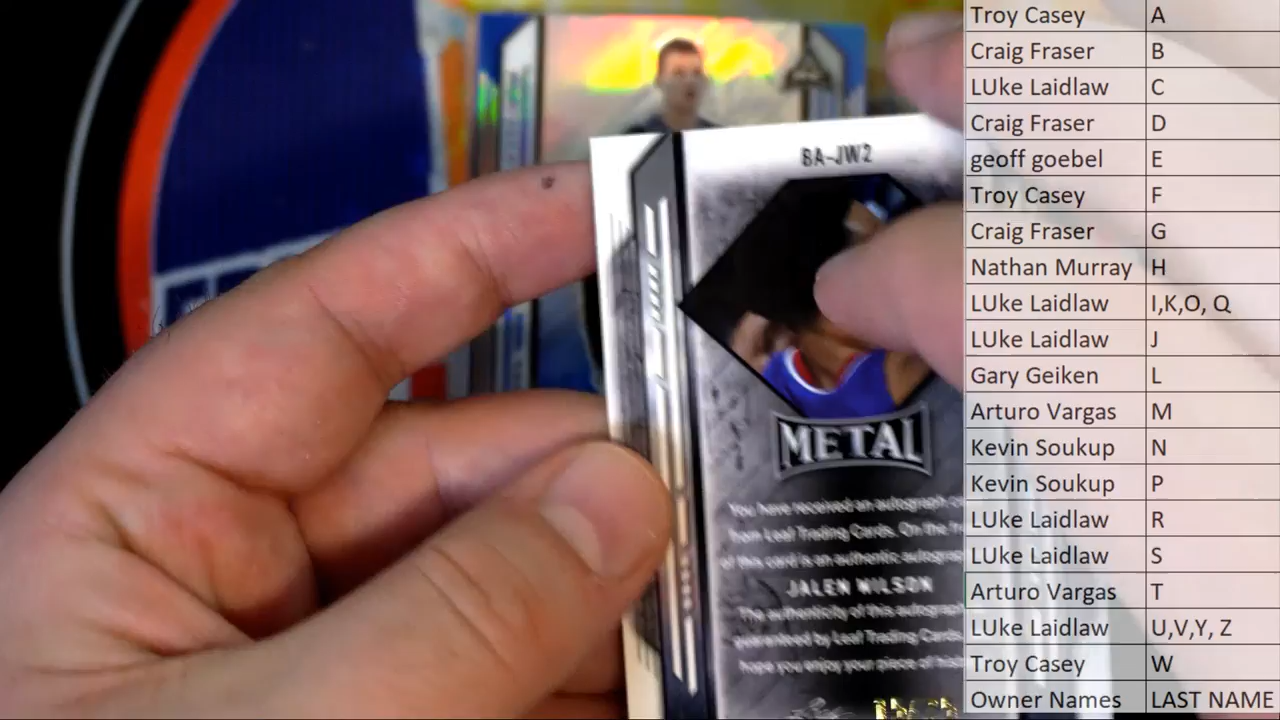 Troy Casey A
Craig Fraser B
LUke Laidlaw C
Craig Fraser D
geoff goebel E
Troy Casey F
Craig Fraser G
Nathan Murray H
LUke Laidlaw I,K,O, Q
LUke Laidlaw J
Gary Geiken L
Arturo Vargas M
Kevin Soukup N
Kevin Soukup P
LUke Laidlaw R
LUke Laidlaw S
Arturo Vargas T
LUke Laidlaw U,V,Y, Z
Troy Casey W
Owner Names LAST NAME
BA-JW2
METAL
You have received an autograph
from Leaf Trading Cards. On the
of this card is an authentic
JALEN WILSON
The authenticity of this
guaranteed by Leaf Trading Cards.
hope you enjoy your piece of